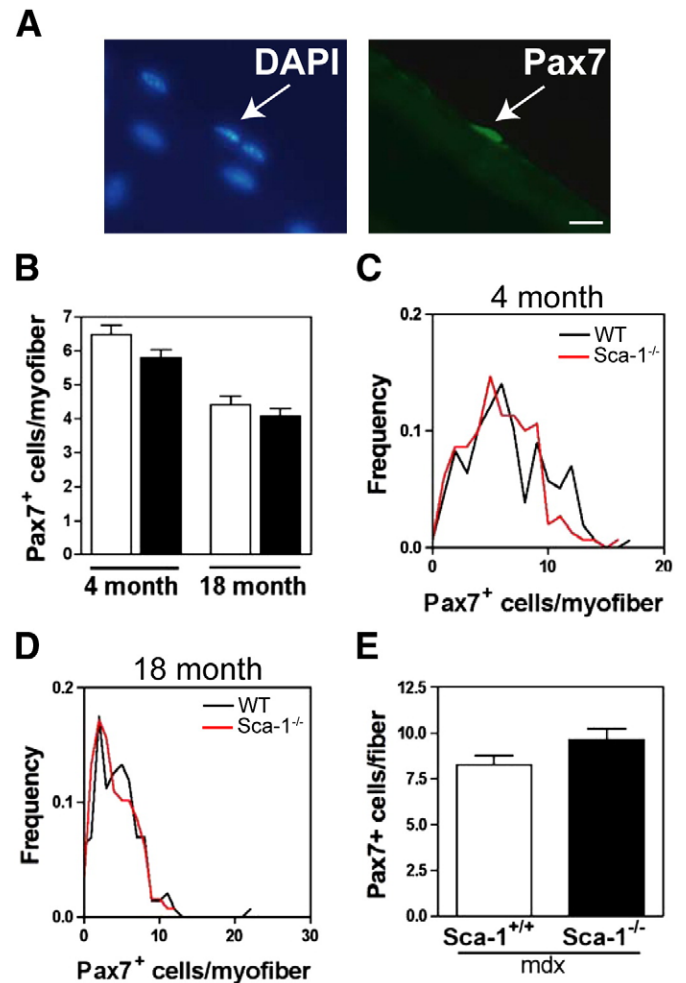 A
DAPI
Pax7
B
Pax7⁺ cells/myofiber
7
6
5
4
3
2
1
0
4 month
18 month
C
4 month
WT
Sca-1⁻/⁻
Frequency
0.2
0.1
0.0
0
10
20
Pax7⁺ cells/myofiber
D
18 month
WT
Sca-1⁻/⁻
Frequency
0.2
0.1
0.0
0
10
20
30
Pax7⁺ cells/myofiber
E
Pax7+ cells/fiber
12.5
10.0
7.5
5.0
2.5
0.0
Sca-1⁺/⁺
Sca-1⁻/⁻
mdx